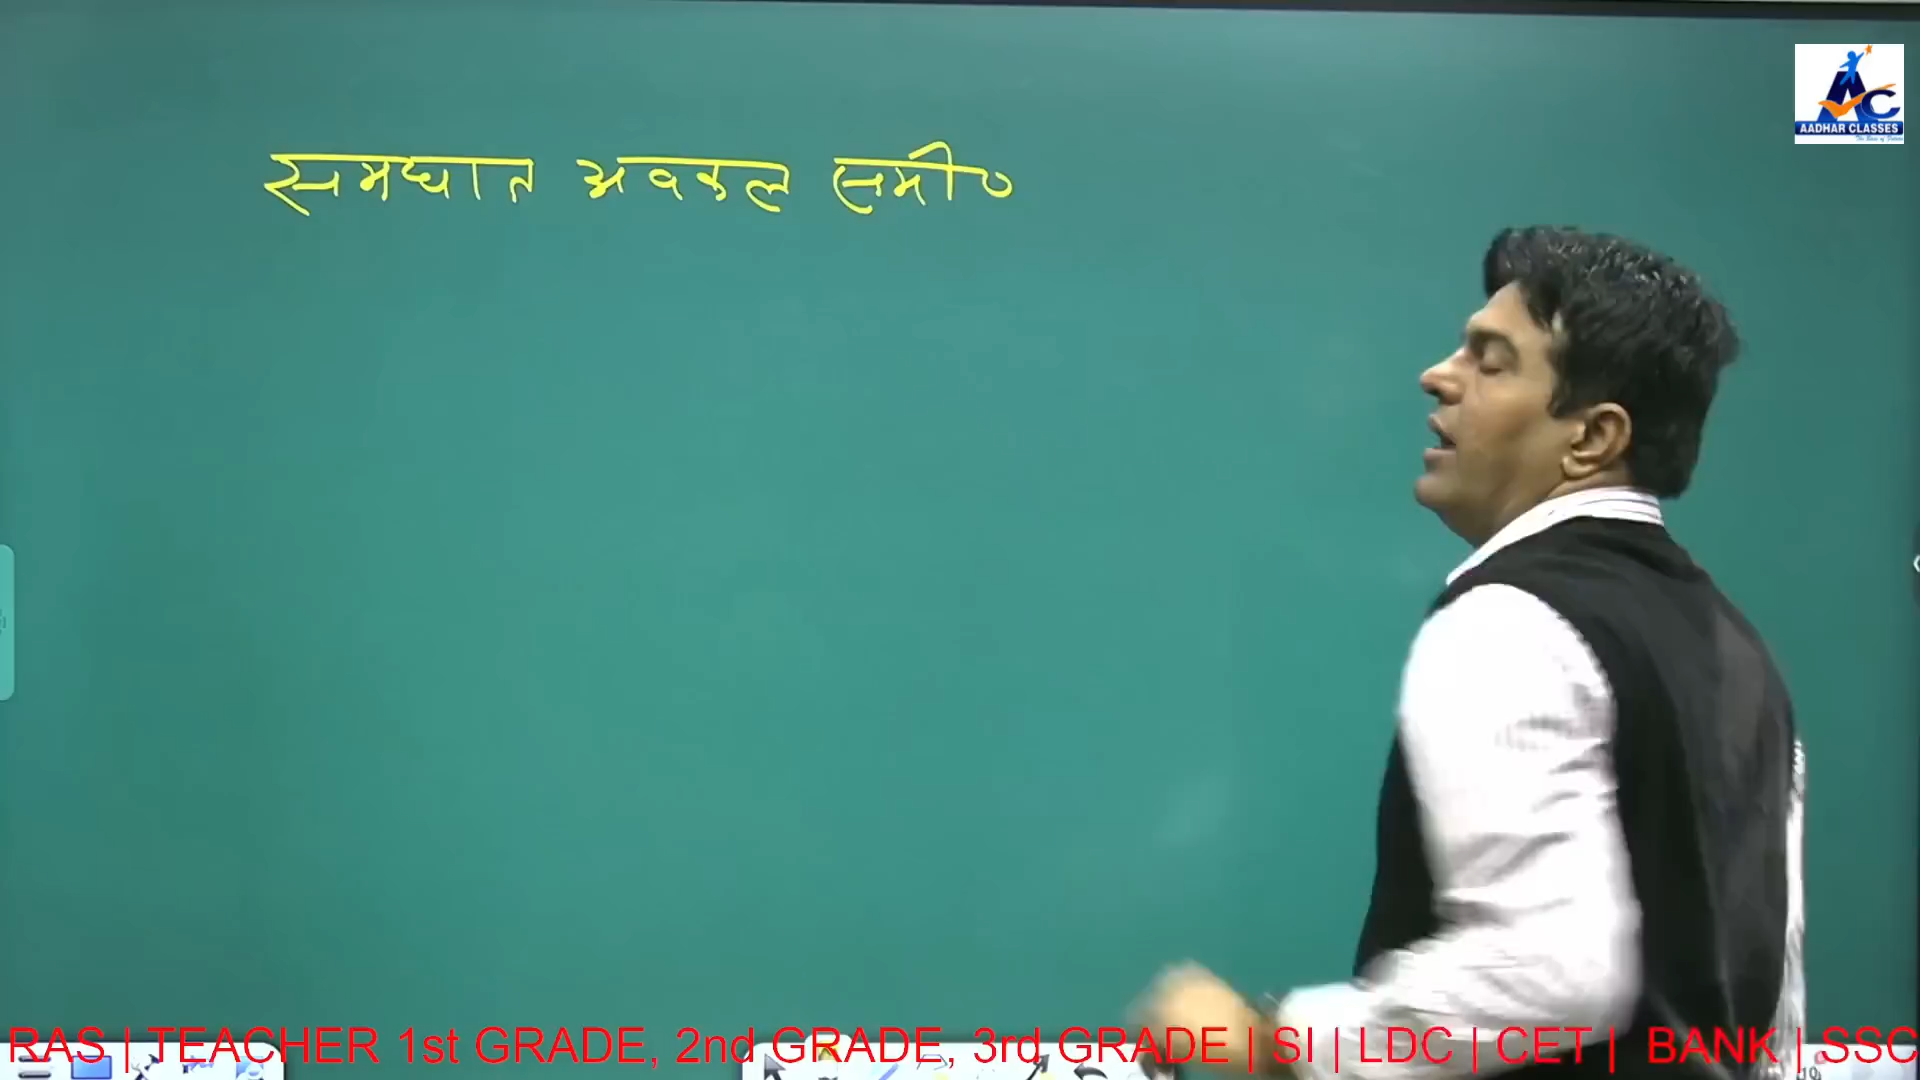 AADHAR CLASSES
समघात अवकल समी०
RAS | TEACHER 1st GRADE, 2nd GRADE, 3rd GRADE | SI | LDC | CET | BANK | SSC